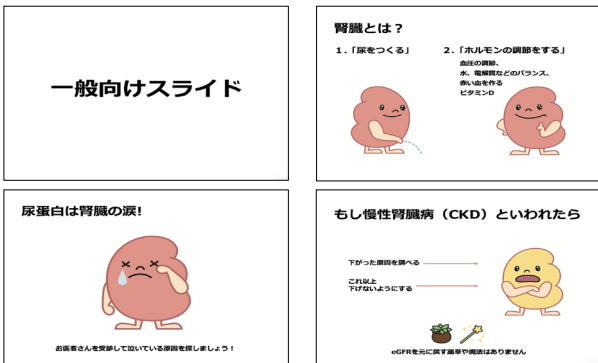 一般向けスライド
腎臓とは？
1．「尿をつくる」
2．「ホルモンの調節をする」
血圧の調節、
水、電解質などのバランス、
赤い血を作る
ビタミンD
尿蛋白は腎臓の涙!
お医者さんを受診して泣いている原因を探しましょう！
もし慢性腎臓病（CKD）といわれたら
下がった原因を調べる
これ以上
下げないようにする
eGFRを元に戻す薬草や魔法はありません